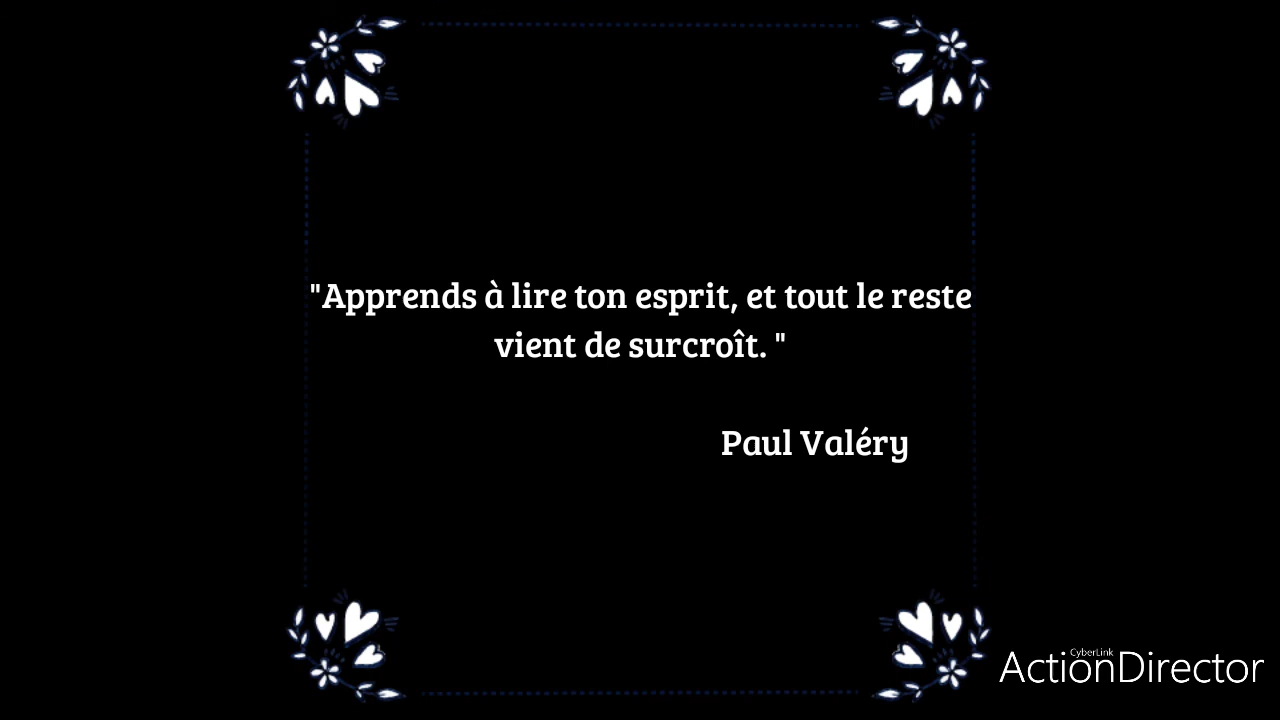 "Apprends à lire ton esprit, et tout le reste
vient de surcroît. "
Paul Valéry
CyberLink
ActionDirector